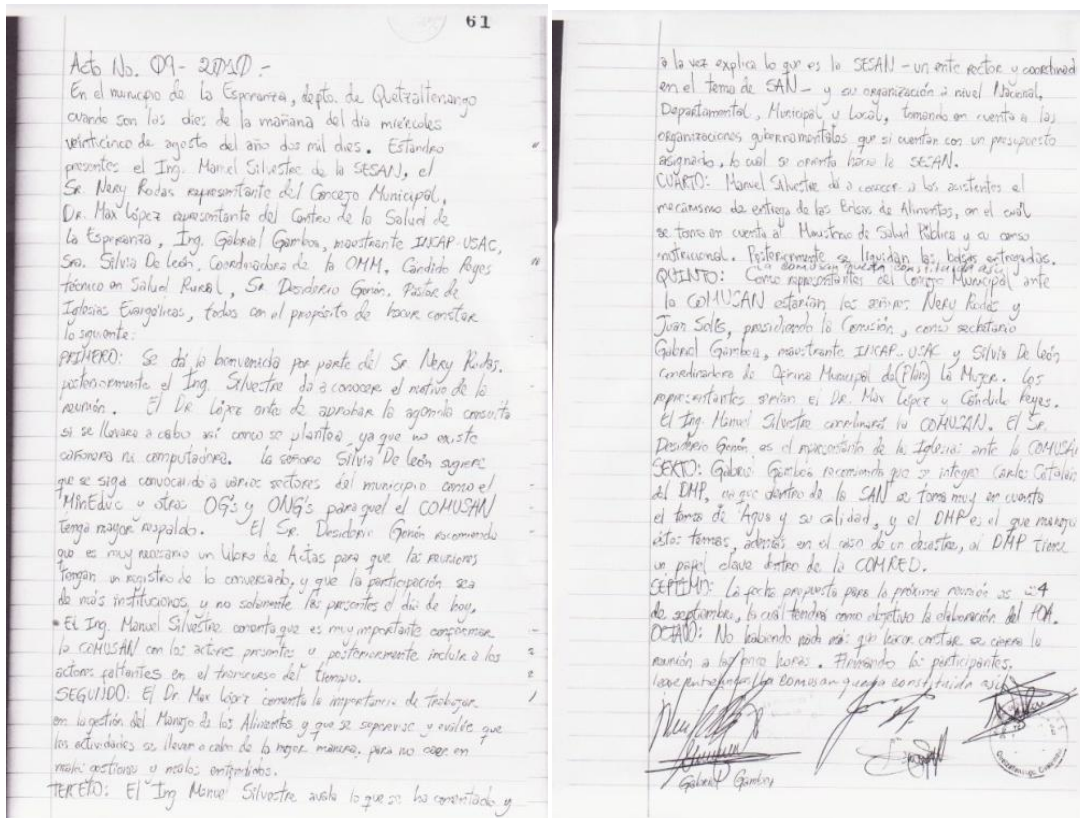 61
Acta No. 09-2010.-
En el municipio de La Esperanza, depto. de Quetzaltenango
cuando son las dies de la mañana del día miércoles
veinticinco de agosto del año dos mil dies. Estando
presentes el Ing. Manuel Silvestre de la SESAN, el
Sr. Nery Rodas representante del Concejo Municipal,
Dr. Max López representante del Centro de la Salud de
La Esperanza, Ing. Gabriel Gamboa, maestrante INCAP-USAC,
Sra. Silvia De León, Coordinadora de la OMM, Cándido Reyes
técnico en Salud Rural, Sr. Desiderio Genón. Pastor de
Iglesias Evangélicas, todos con el propósito de hacer constar
lo siguiente:
PRIMERO: Se dá la bienvenida por parte del Sr. Nery Rodas.
posteriormente el Ing. Silvestre da a conocer el motivo de la
reunión. El Dr. López ante de aprobar la agenda consulta
si se llevara a cabo así como se plantea, ya que no existe
cañonera ni computadora. La señora Silvia De León sugiere
que se siga convocando a varios sectores del municipio como el
MinEduc y otras OG's y ONG's para que el COMUSAN
tenga mayor respaldo. El Sr. Desiderio Genón recomienda
que es muy necesario un Libro de Actas para que las reuniones
tengan un registro de lo conversado, y que la participación sea
de más instituciones, y no solamente las presentes el día de hoy.
El Ing. Manuel Silvestre comenta que es muy importante conformar
la COMUSAN con los actores presentes y posteriormente incluir a los
actores faltantes en el transcurso del tiempo.
SEGUNDO: El Dr. Max López comenta la importancia de trabajar
en la gestión del Manejo de los Alimentos y que se supervise y evalúe que
las actividades se lleven a cabo de la mejor manera, para no caer en
malas gestiones o malos entendidos.
TERCERO: El Ing Manuel Silvestre avala lo que se ha comentado y
a la vez explica lo que es la SESAN - un ente rector y coordinad
en el tema de SAN - y su organización a nivel Nacional,
Departamental, Municipal y Local, tomando en cuenta a las
organizaciones gubernamentales que si cuentan con un presupuesto
asignado, lo cuál se orienta hacia la SESAN.
CUARTO: Manuel Silvestre dá a conocer a los asistentes el
mecanismo de entrega de las Bolsas de Alimentos, en el cuál
se toma en cuenta al Ministerio de Salud Pública y su censo
nutricional. Posteriormente se liquidan las bolsas entregadas.
La comusan queda constituida así:
QUINTO: Como representantes del Concejo Municipal ante
la COMUSAN estarían los señores: Nery Rodas y
Juan Solís, presidiendo la Comisión, como secretario
Gabriel Gamboa, maestrante INCAP-USAC y Silvia De León
coordinadora de Oficina Municipal de (Plan) La Mujer. Los
representantes serían el Dr. Max López y Cándido Reyes.
El Ing. Manuel Silvestre coordinará la COMUSAN. El Sr.
Desiderio Genón es el representante de la Iglesias ante la COMUSAN
SEXTO: Gabriel Gamboa recomienda que se integre Carlos Catalán
del DMP, ya que dentro de la SAN se toma muy en cuenta
el tema de Agua y su calidad, y el DMP es el que maneja
éstos temas, además en el caso de un desastre, el DMP tiene
un papel clave dentro de la COMRED.
SEPTIMO: La fecha propuesta para la próxima reunión es 24
de septiembre, la cuál tendrá como objetivo la elaboración del POA.
OCTAVO: No habiendo nada más que hacer constar se cierra la
reunión a las once horas. Firmando los participantes.
comusan queda constituida así
Gabriel Gamboa